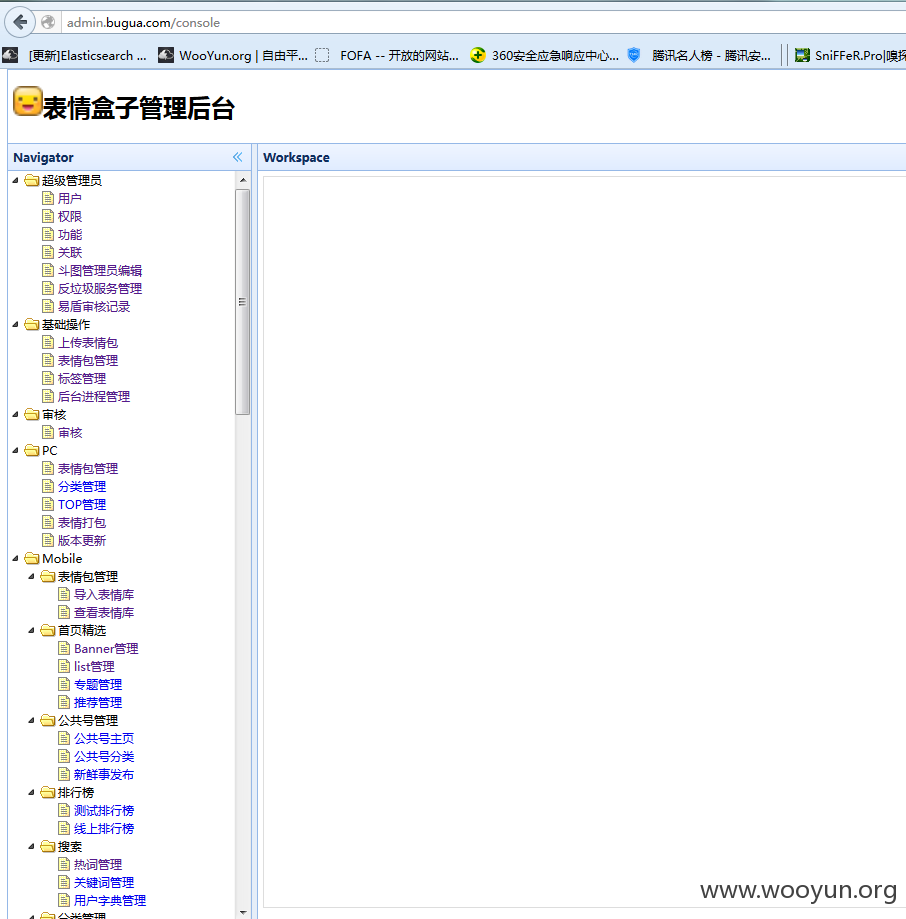 admin.bugua.com/console
[更新]Elasticsearch ... WooYun.org | 自由平... FOFA -- 开放的网站... 360安全应急响应中心... 腾讯名人榜 - 腾讯安... SniFFeR.Pro|嗅探
表情盒子管理后台
Navigator
Workspace
超级管理员
用户
权限
功能
关联
斗图管理员编辑
反垃圾服务管理
易盾审核记录
基础操作
上传表情包
表情包管理
标签管理
后台进程管理
审核
审核
PC
表情包管理
分类管理
TOP管理
表情打包
版本更新
Mobile
表情包管理
导入表情库
查看表情库
首页精选
Banner管理
list管理
专题管理
推荐管理
公共号管理
公共号主页
公共号分类
新鲜事发布
排行榜
测试排行榜
线上排行榜
搜索
热词管理
关键词管理
用户字典管理
分类管理
www.wooyun.org